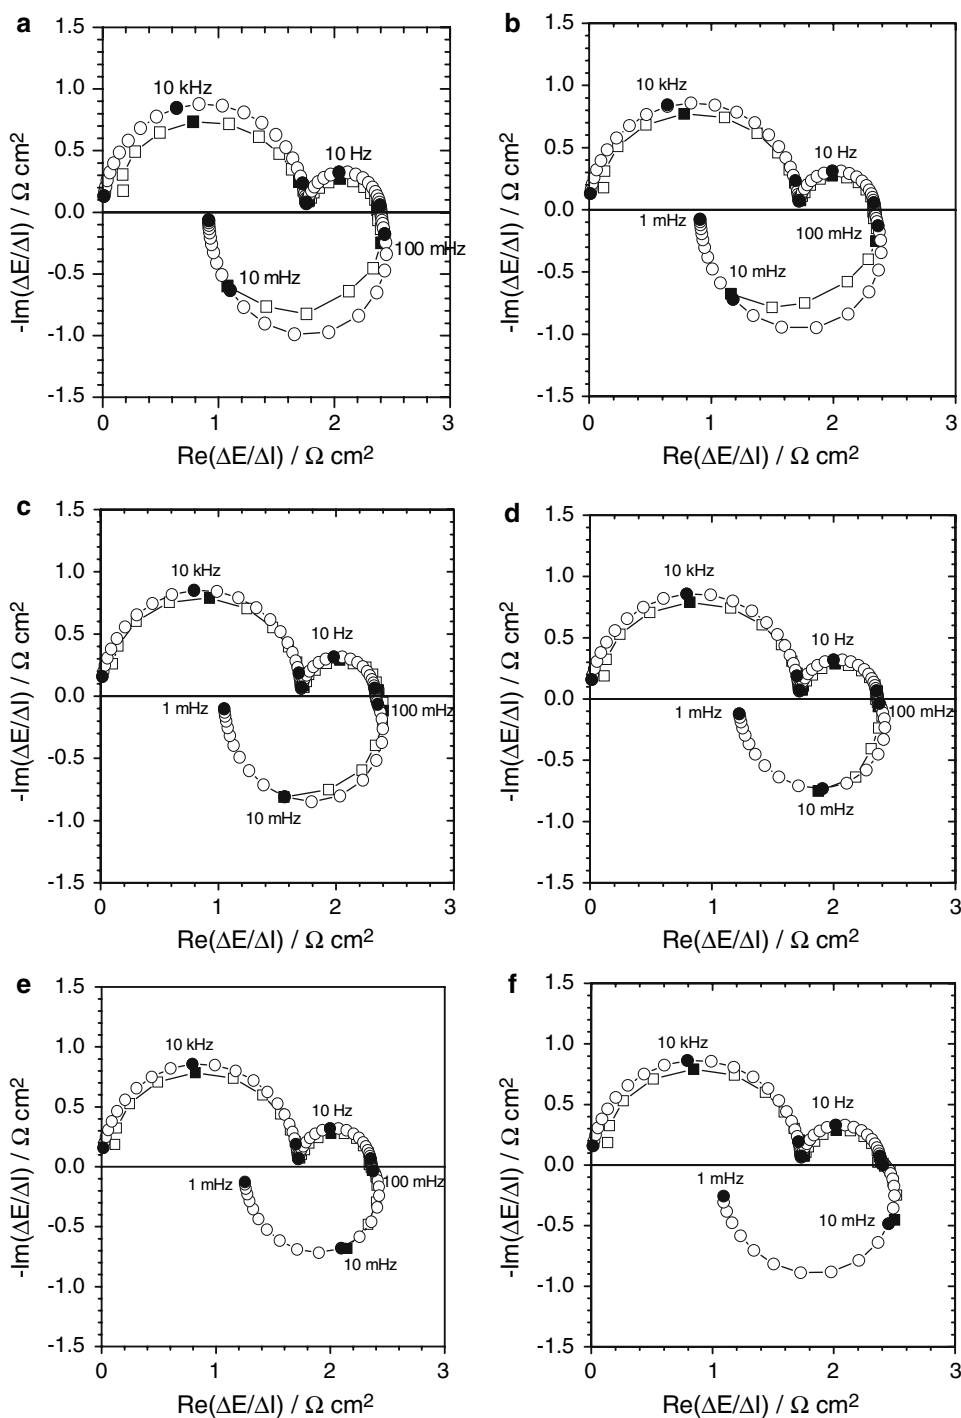 a
1.5
1.0
0.5
0.0
-0.5
-1.0
-1.5
-Im(ΔE/ΔI) / Ω cm²
10 kHz
10 Hz
100 mHz
10 mHz
0 1 2 3
Re(ΔE/ΔI) / Ω cm²
b
1.5
1.0
0.5
0.0
-0.5
-1.0
-1.5
-Im(ΔE/ΔI) / Ω cm²
10 kHz
10 Hz
1 mHz
100 mHz
10 mHz
0 1 2 3
Re(ΔE/ΔI) / Ω cm²
c
1.5
1.0
0.5
0.0
-0.5
-1.0
-1.5
-Im(ΔE/ΔI) / Ω cm²
10 kHz
10 Hz
1 mHz
100 mHz
10 mHz
0 1 2 3
Re(ΔE/ΔI) / Ω cm²
d
1.5
1.0
0.5
0.0
-0.5
-1.0
-1.5
-Im(ΔE/ΔI) / Ω cm²
10 kHz
10 Hz
1 mHz
100 mHz
10 mHz
0 1 2 3
Re(ΔE/ΔI) / Ω cm²
e
1.5
1.0
0.5
0.0
-0.5
-1.0
-1.5
-Im(ΔE/ΔI) / Ω cm²
10 kHz
10 Hz
1 mHz
100 mHz
10 mHz
0 1 2 3
Re(ΔE/ΔI) / Ω cm²
f
1.5
1.0
0.5
0.0
-0.5
-1.0
-1.5
-Im(ΔE/ΔI) / Ω cm²
10 kHz
10 Hz
1 mHz
10 mHz
0 1 2 3
Re(ΔE/ΔI) / Ω cm²